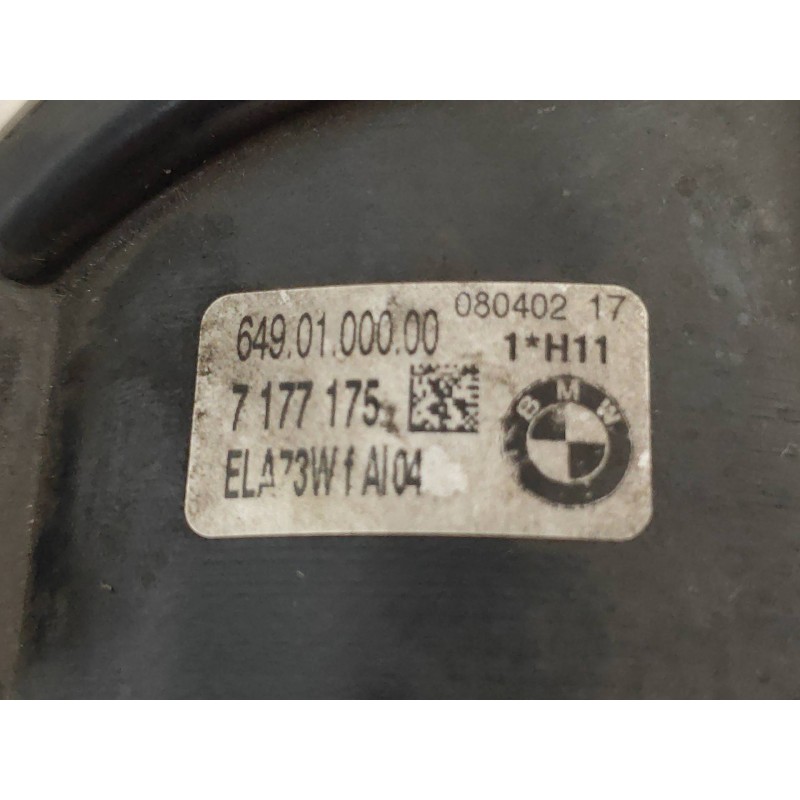 080402 17
649.01.000.00
1*H11
7 177 175
BMW
ELA73W f AI 04